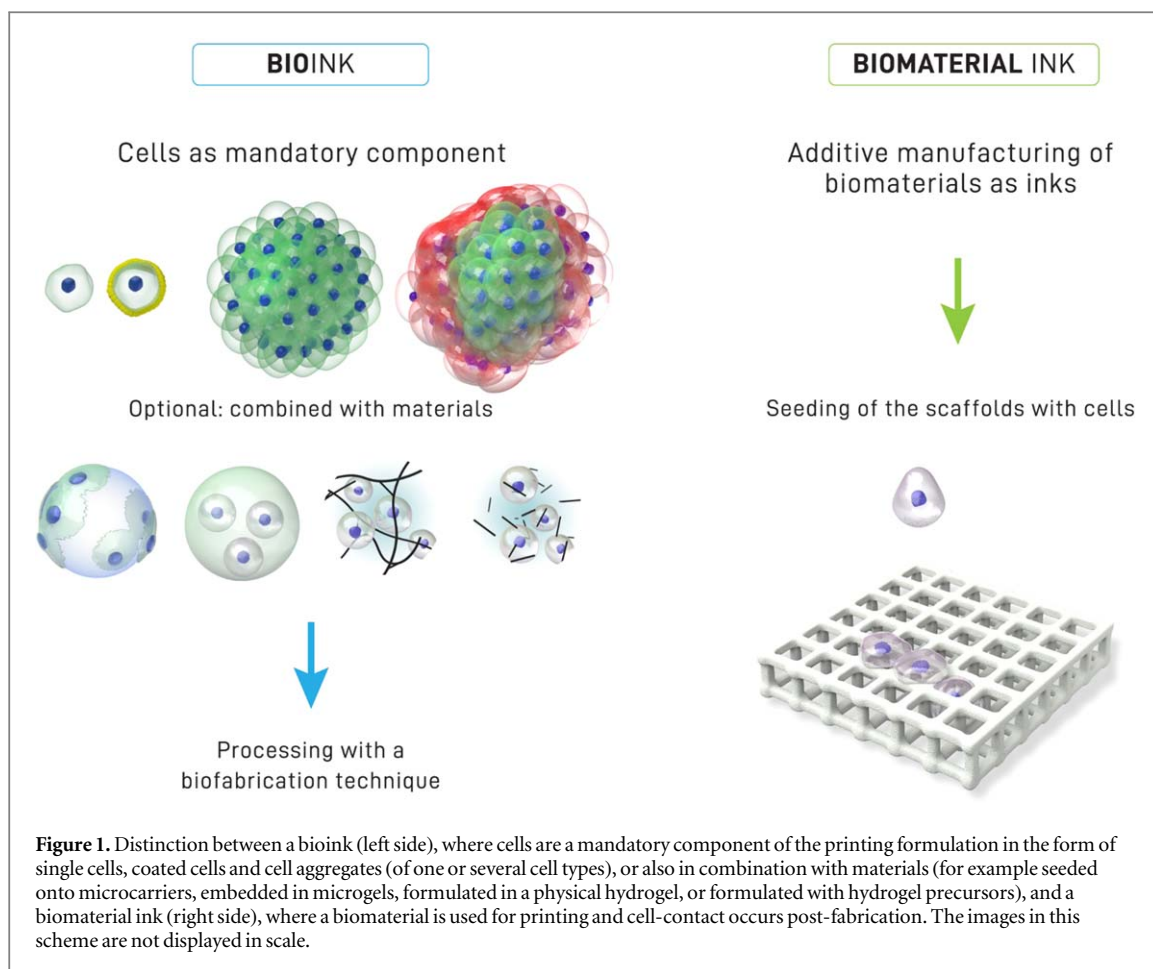 BIOINK
Cells as mandatory component
Optional: combined with materials
Processing with a
biofabrication technique
BIOMATERIAL INK
Additive manufacturing of
biomaterials as inks
Seeding of the scaffolds with cells
Figure 1. Distinction between a bioink (left side), where cells are a mandatory component of the printing formulation in the form of
single cells, coated cells and cell aggregates (of one or several cell types), or also in combination with materials (for example seeded
onto microcarriers, embedded in microgels, formulated in a physical hydrogel, or formulated with hydrogel precursors), and a
biomaterial ink (right side), where a biomaterial is used for printing and cell-contact occurs post-fabrication. The images in this
scheme are not displayed in scale.